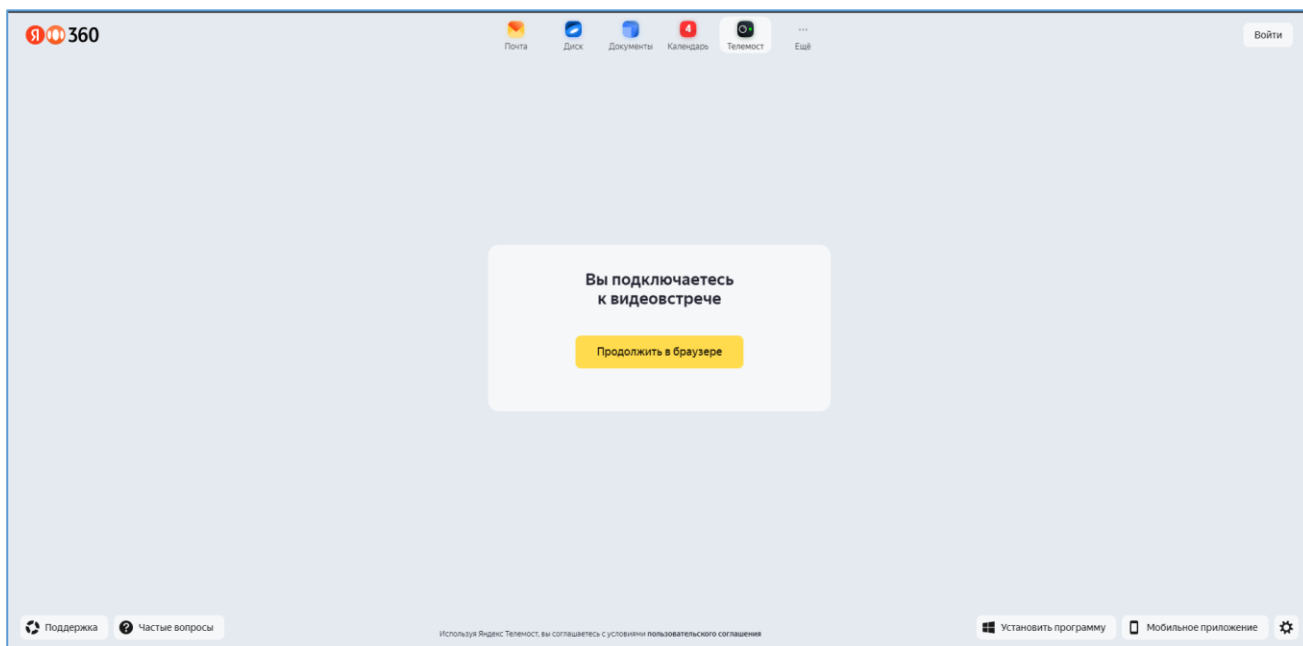 Я 360
Почта Диск Документы 4 Календарь Телемост Ещё
Войти
Вы подключаетесь
к видеовстрече
Продолжить в браузере
Поддержка Частые вопросы
Используя Яндекс Телемост, вы соглашаетесь с условиями пользовательского соглашения
Установить программу Мобильное приложение